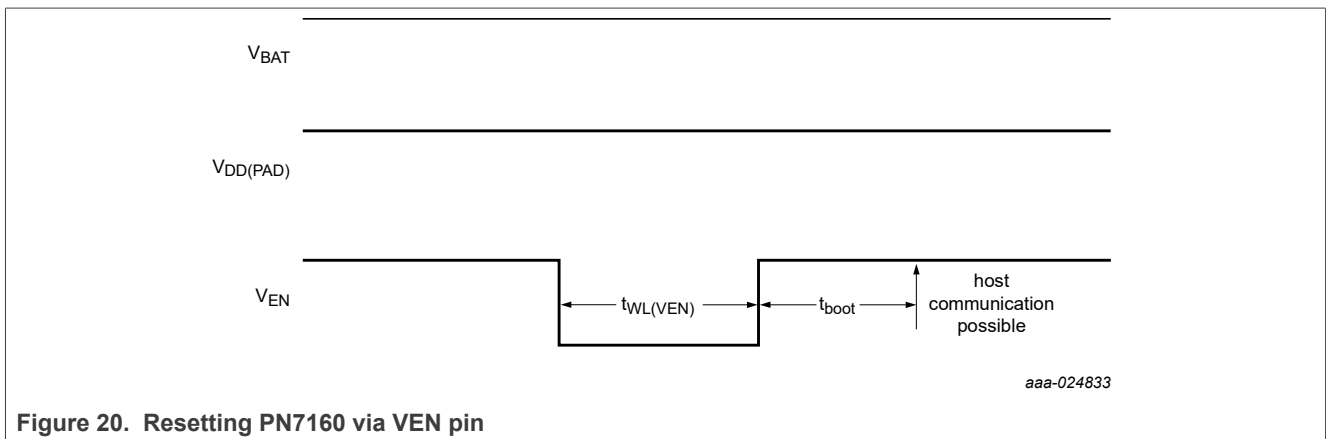 VBAT
VDD(PAD)
VEN
tWL(VEN)
tboot
host
communication
possible
aaa-024833
Figure 20. Resetting PN7160 via VEN pin